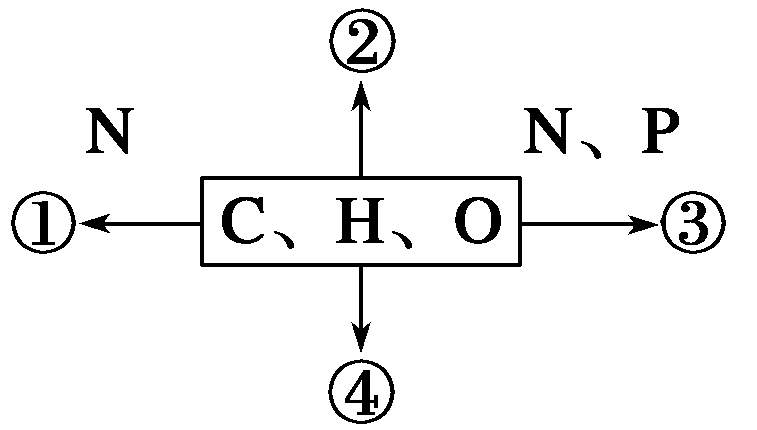 ②
N
N、P
①
C、H、O
③
④